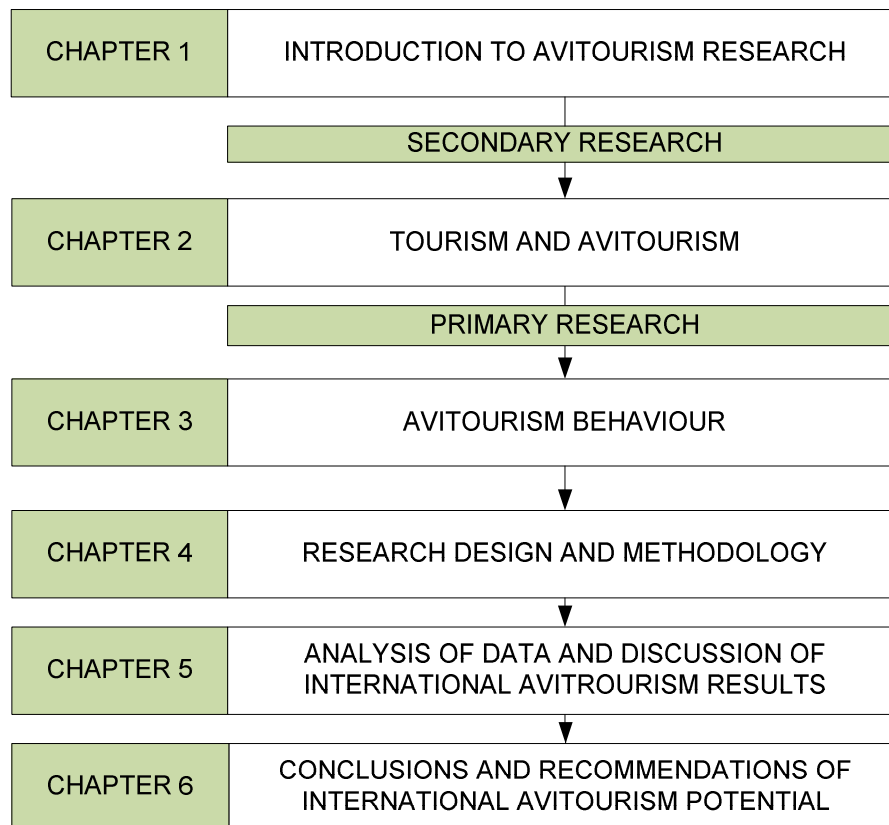 CHAPTER 1
INTRODUCTION TO AVITOURISM RESEARCH
SECONDARY RESEARCH
CHAPTER 2
TOURISM AND AVITOURISM
PRIMARY RESEARCH
CHAPTER 3
AVITOURISM BEHAVIOUR
CHAPTER 4
RESEARCH DESIGN AND METHODOLOGY
CHAPTER 5
ANALYSIS OF DATA AND DISCUSSION OF
INTERNATIONAL AVITROURISM RESULTS
CHAPTER 6
CONCLUSIONS AND RECOMMENDATIONS OF
INTERNATIONAL AVITOURISM POTENTIAL